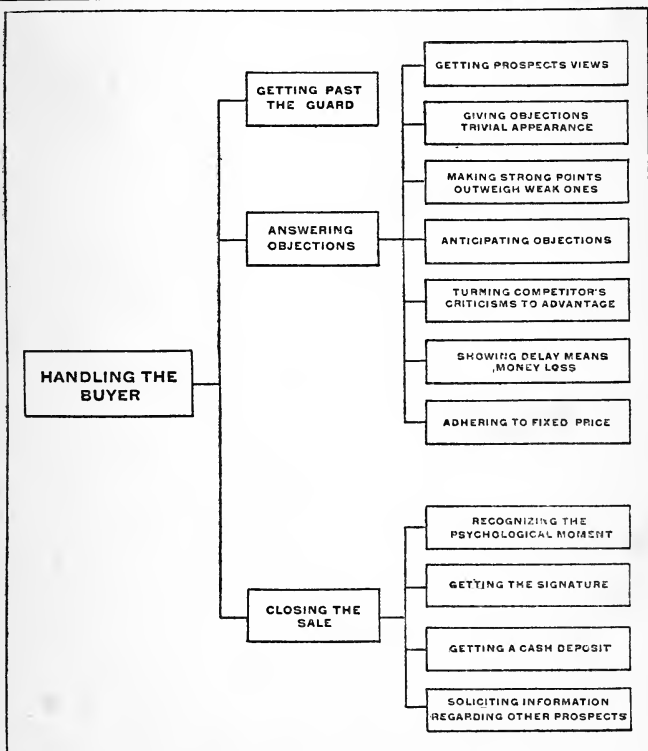 GETTING PAST
THE GUARD
ANSWERING
OBJECTIONS
HANDLING THE
BUYER
CLOSING THE
SALE
GETTING PROSPECTS VIEWS
GIVING OBJECTIONS
TRIVIAL APPEARANCE
MAKING STRONG POINTS
OUTWEIGH WEAK ONES
ANTICIPATING OBJECTIONS
TURMING COMPETITOR'S
CRITICISMS TO ADVANTAGE
SHOWING DELAY MEANS
MONEY LOSS
ADHERING TO FIXED PRICE
RECOGNIZING THE
PSYCHOLOGICAL MOMENT
GETTING THE SIGNATURE
GETTING A CASH DEPOSIT
SOLICITING INFORMATION
REGARDING OTHER PROSPECTS